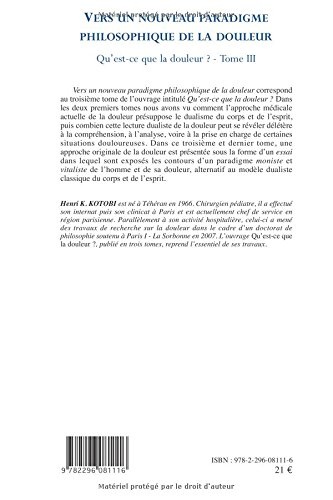 Matériel protégé par le droit d'auteur
VERS UN NOUVEAU PARADIGME
PHILOSOPHIQUE DE LA DOULEUR
Qu'est-ce que la douleur ? - Tome III
Vers un nouveau paradigme philosophique de la douleur correspond
au troisième tome de l'ouvrage intitulé Qu'est-ce que la douleur ? Dans
les deux premiers tomes nous avons vu comment l'approche médicale
actuelle de la douleur présuppose le dualisme du corps et de l'esprit,
puis combien cette lecture dualiste de la douleur peut se révéler délétère
à la compréhension, à l'analyse, voire à la prise en charge de certaines
situations douloureuses. Dans ce troisième et dernier tome, une
approche originale de la douleur est présentée sous la forme d'un essai
dans lequel sont exposés les contours d'un paradigme moniste et
vitaliste de l'homme et de sa douleur, alternatif au modèle dualiste
classique du corps et de l'esprit.
Henri K. KOTOBI est né à Téhéran en 1966. Chirurgien pédiatre, il a effectué
son internat puis son clinicat à Paris et est actuellement chef de service en
région parisienne. Parallèlement à son activité hospitalière, celui-ci a mené
des travaux de recherche sur la douleur dans le cadre d'un doctorat de
philosophie soutenu à Paris I - La Sorbonne en 2007. L'ouvrage Qu'est-ce que
la douleur ?, publié en trois tomes, reprend l'essentiel de ses travaux.
9 782296 081116
ISBN : 978-2-296-08111-6
21 €
Matériel protégé par le droit d'auteur